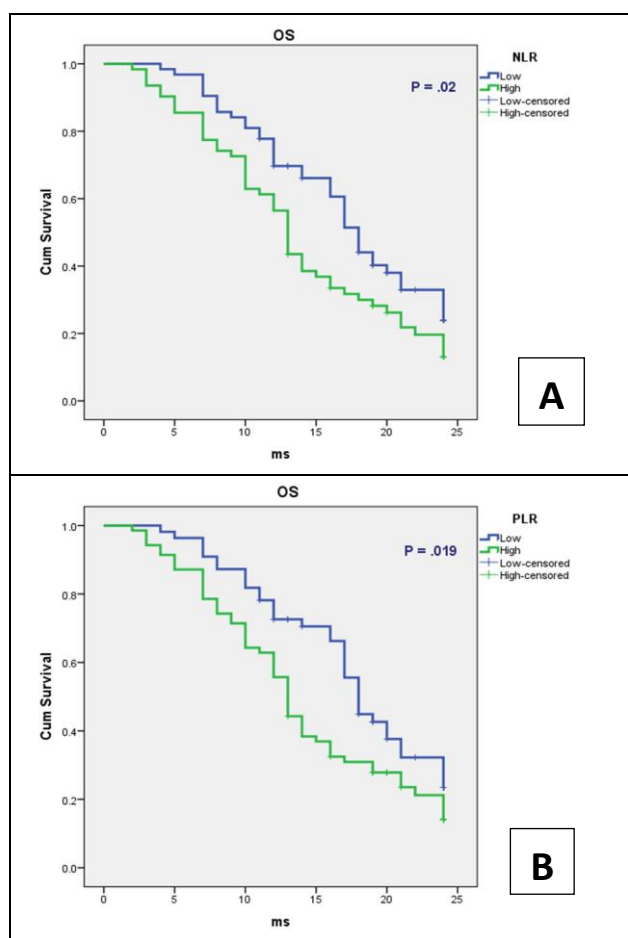 OS
NLR
Low
High
Low-censored
High-censored
P = .02
1.0
0.8
0.6
0.4
0.2
0.0
Cum Survival
0 5 10 15 20 25
ms
A
OS
PLR
Low
High
Low-censored
High-censored
P = .019
1.0
0.8
0.6
0.4
0.2
0.0
Cum Survival
0 5 10 15 20 25
ms
B